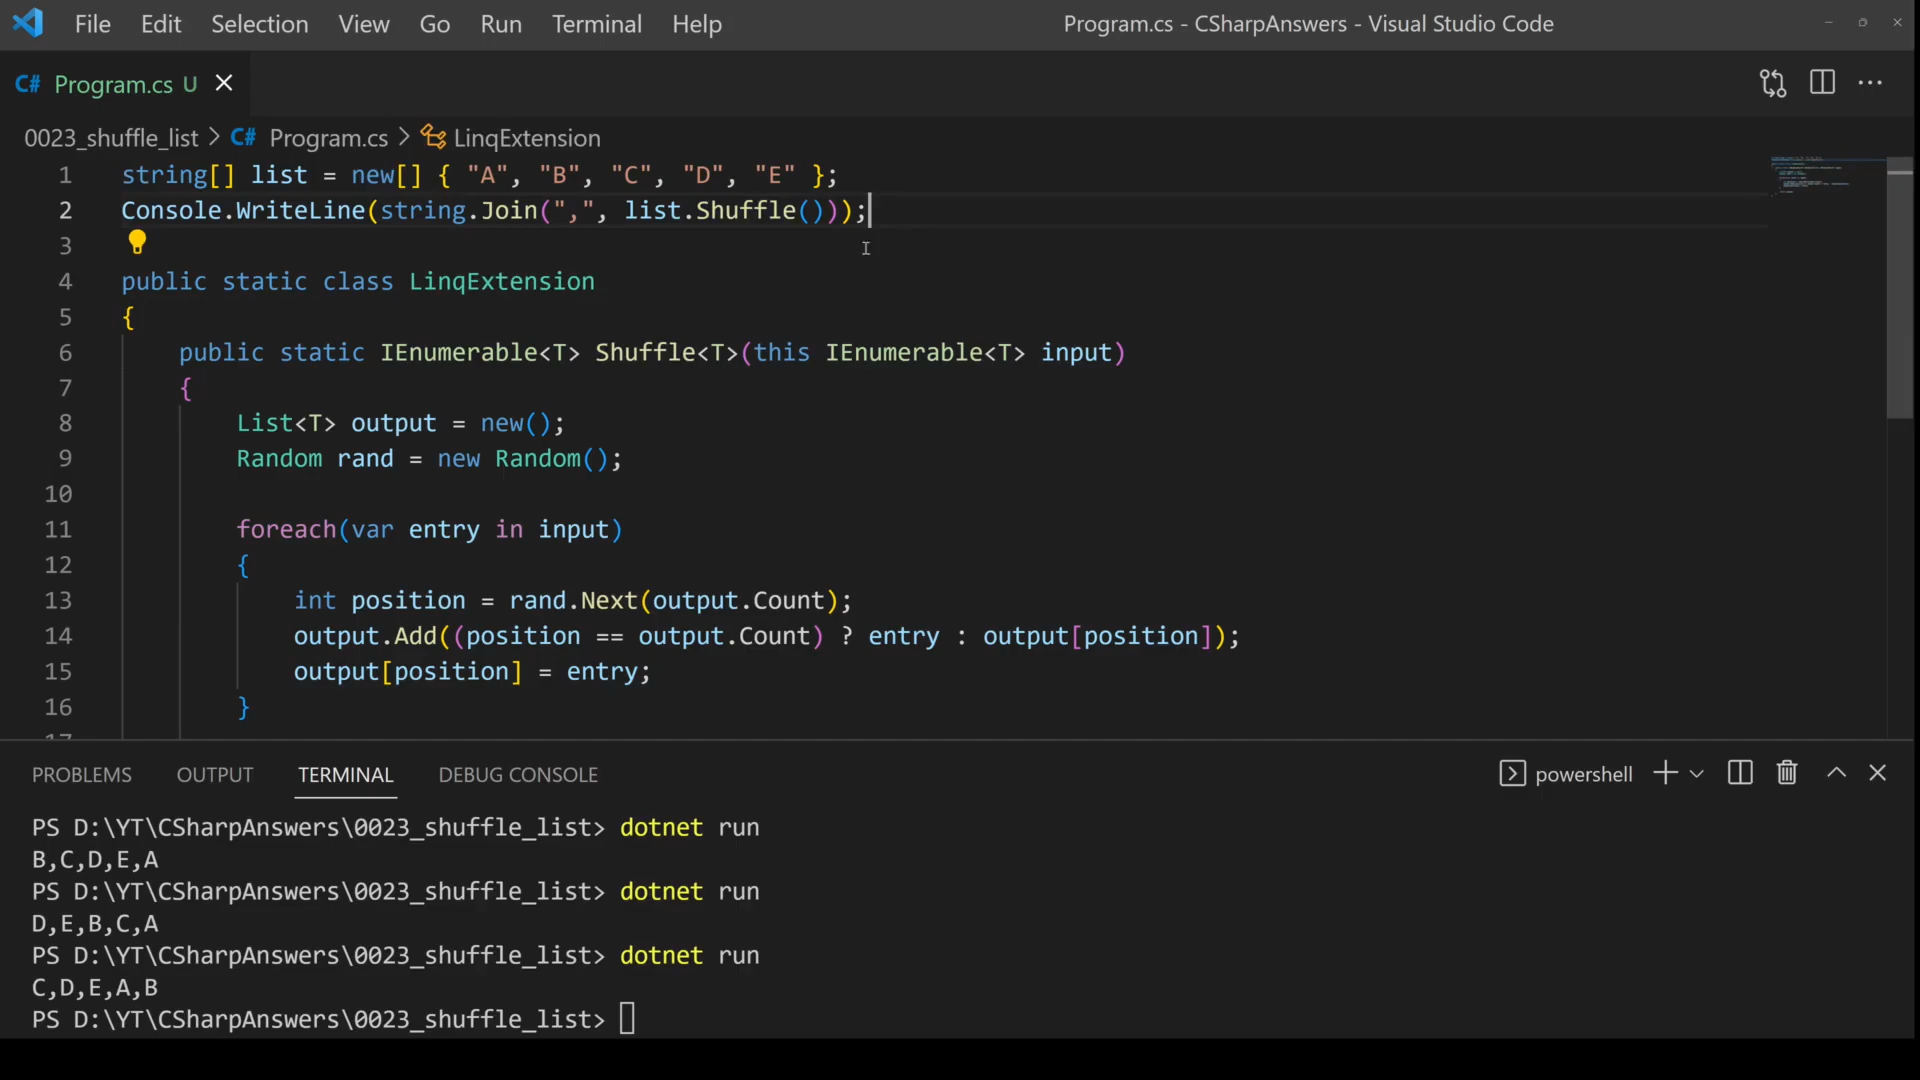 File Edit Selection View Go Run Terminal Help Program.cs - CSharpAnswers - Visual Studio Code
C# Program.cs U
0023_shuffle_list > C# Program.cs > LinqExtension
1 string[] list = new[] { "A", "B", "C", "D", "E" };
2 Console.WriteLine(string.Join(",", list.Shuffle()));
3
4 public static class LinqExtension
5 {
6 public static IEnumerable<T> Shuffle<T>(this IEnumerable<T> input)
7 {
8 List<T> output = new();
9 Random rand = new Random();
10
11 foreach(var entry in input)
12 {
13 int position = rand.Next(output.Count);
14 output.Add((position == output.Count) ? entry : output[position]);
15 output[position] = entry;
16 }
17
PROBLEMS OUTPUT TERMINAL DEBUG CONSOLE powershell
PS D:\YT\CSharpAnswers\0023_shuffle_list> dotnet run
B,C,D,E,A
PS D:\YT\CSharpAnswers\0023_shuffle_list> dotnet run
D,E,B,C,A
PS D:\YT\CSharpAnswers\0023_shuffle_list> dotnet run
C,D,E,A,B
PS D:\YT\CSharpAnswers\0023_shuffle_list>